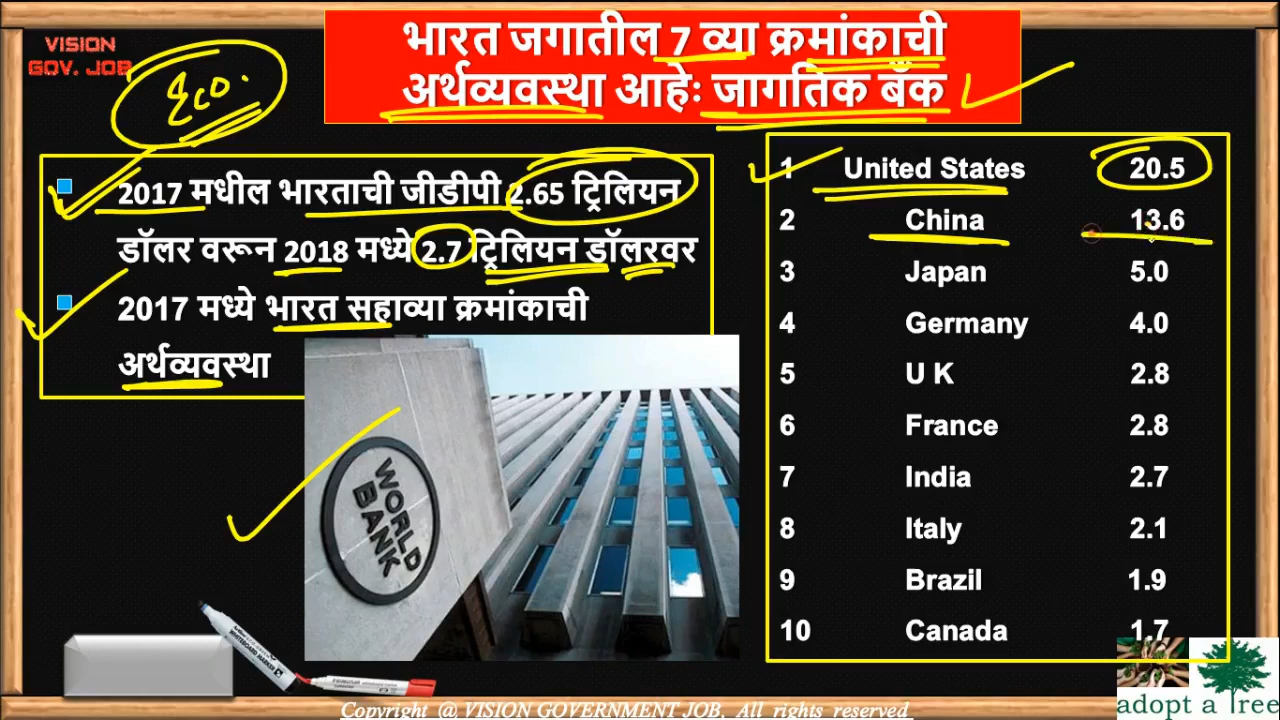 VISION
GOV. JOB
Eco.
भारत जगातील 7 व्या क्रमांकाची
अर्थव्यवस्था आहेः जागतिक बँक
2017 मधील भारताची जीडीपी 2.65 ट्रिलियन
डॉलर वरून 2018 मध्ये 2.7 ट्रिलियन डॉलरवर
2017 मध्ये भारत सहाव्या क्रमांकाची
अर्थव्यवस्था
WORLD
BANK
1 United States 20.5
2 China 13.6
3 Japan 5.0
4 Germany 4.0
5 U K 2.8
6 France 2.8
7 India 2.7
8 Italy 2.1
9 Brazil 1.9
10 Canada 1.7
adopt a Tree
Copyright @ VISION GOVERNMENT JOB. All rights reserved